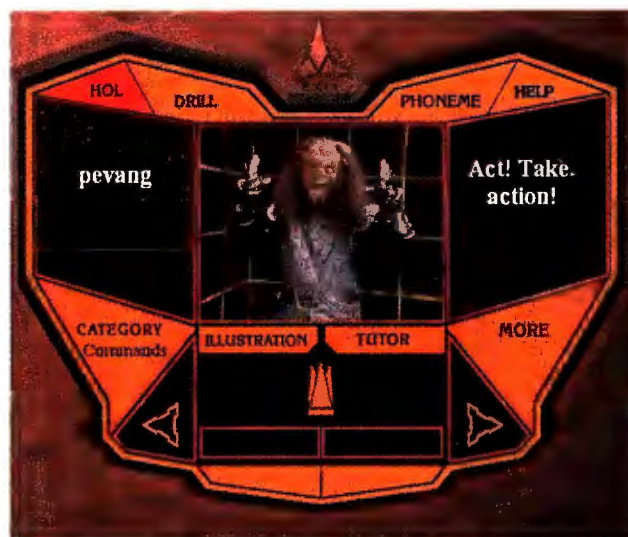 HOL
DRILL
PHONEME
HELP
pevang
Act! Take
action!
CATEGORY
Commands
ILLUSTRATION
TUTOR
MORE